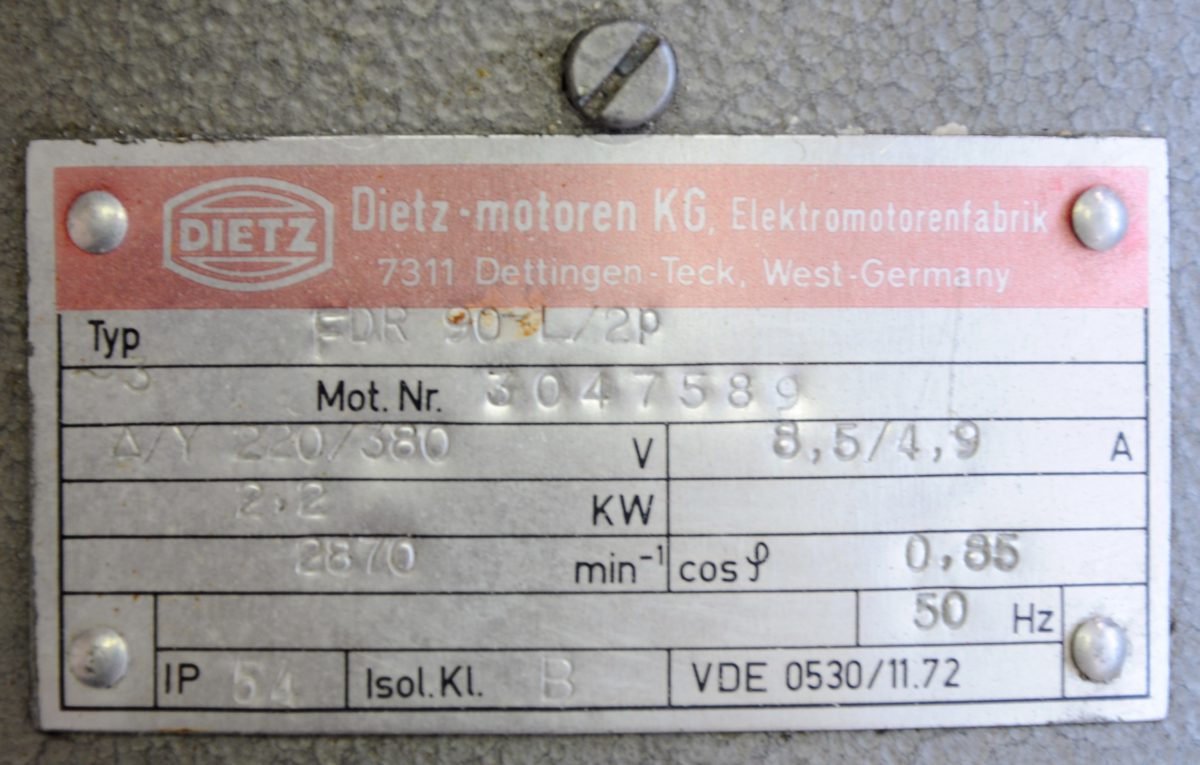 DIETZ
Dietz-motoren KG, Elektromotorenfabrik
7311 Dettingen-Teck, West-Germany
Typ FDR 90 L/2p
~3 Mot. Nr. 3047589
Δ/Y 220/380 V 8,5/4,9 A
2,2 KW
2870 min⁻¹ cos φ 0,85
50 Hz
IP 54 Isol. Kl. B VDE 0530/11.72